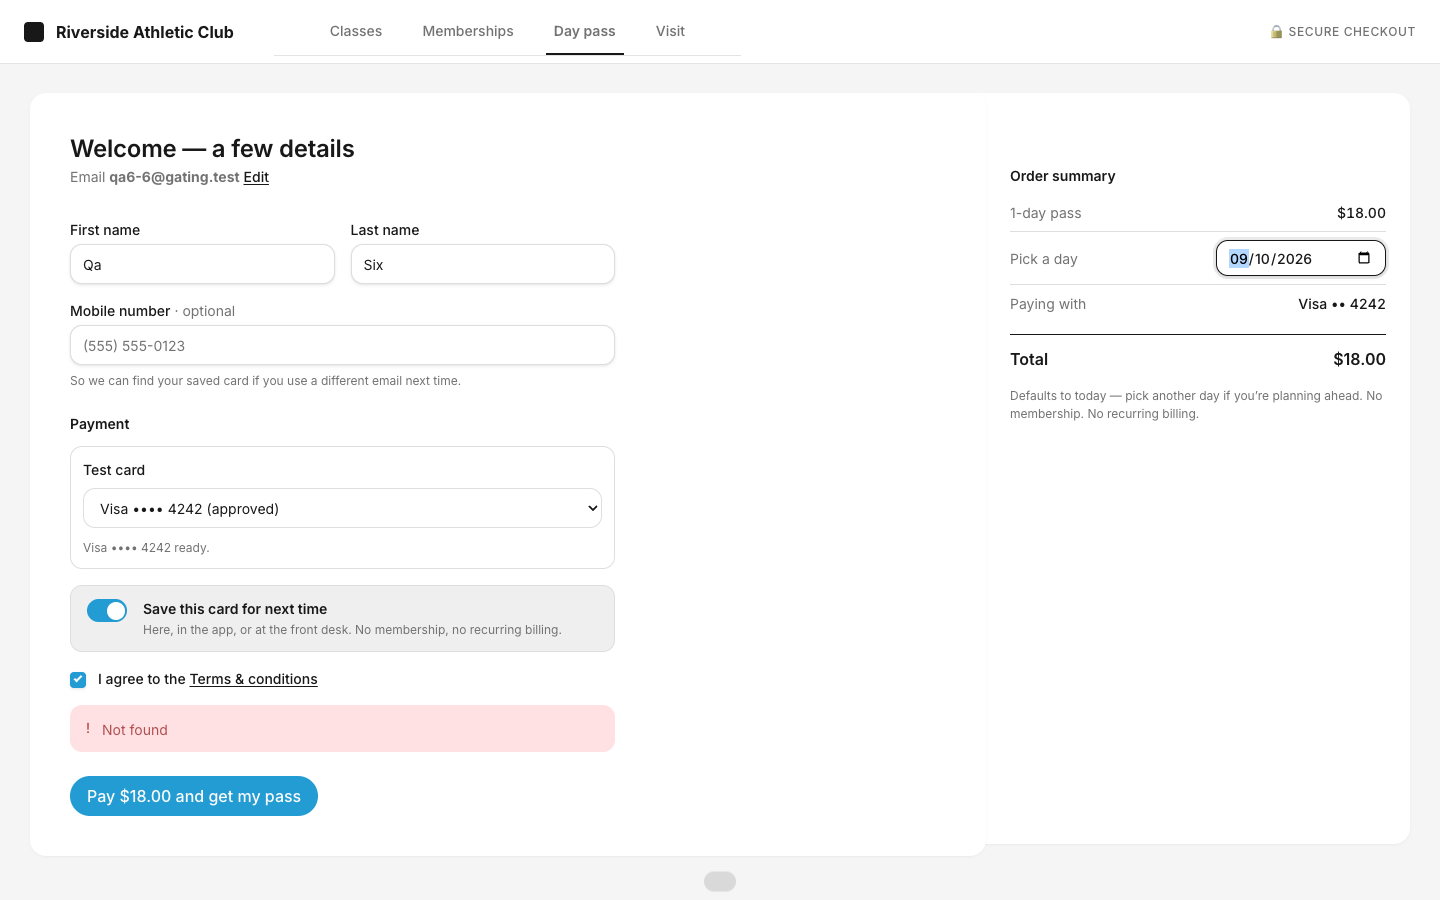 Riverside Athletic Club
Classes
Memberships
Day pass
Visit
SECURE CHECKOUT
Welcome — a few details
Email qa6-6@gating.test Edit
First name
Last name
Qa
Six
Mobile number · optional
(555) 555-0123
So we can find your saved card if you use a different email next time.
Payment
Test card
Visa •••• 4242 (approved)
Visa •••• 4242 ready.
Save this card for next time
Here, in the app, or at the front desk. No membership, no recurring billing.
I agree to the Terms & conditions
! Not found
Pay $18.00 and get my pass
Order summary
1-day pass $18.00
Pick a day 09/10/2026
Paying with Visa •• 4242
Total $18.00
Defaults to today — pick another day if you’re planning ahead. No
membership. No recurring billing.